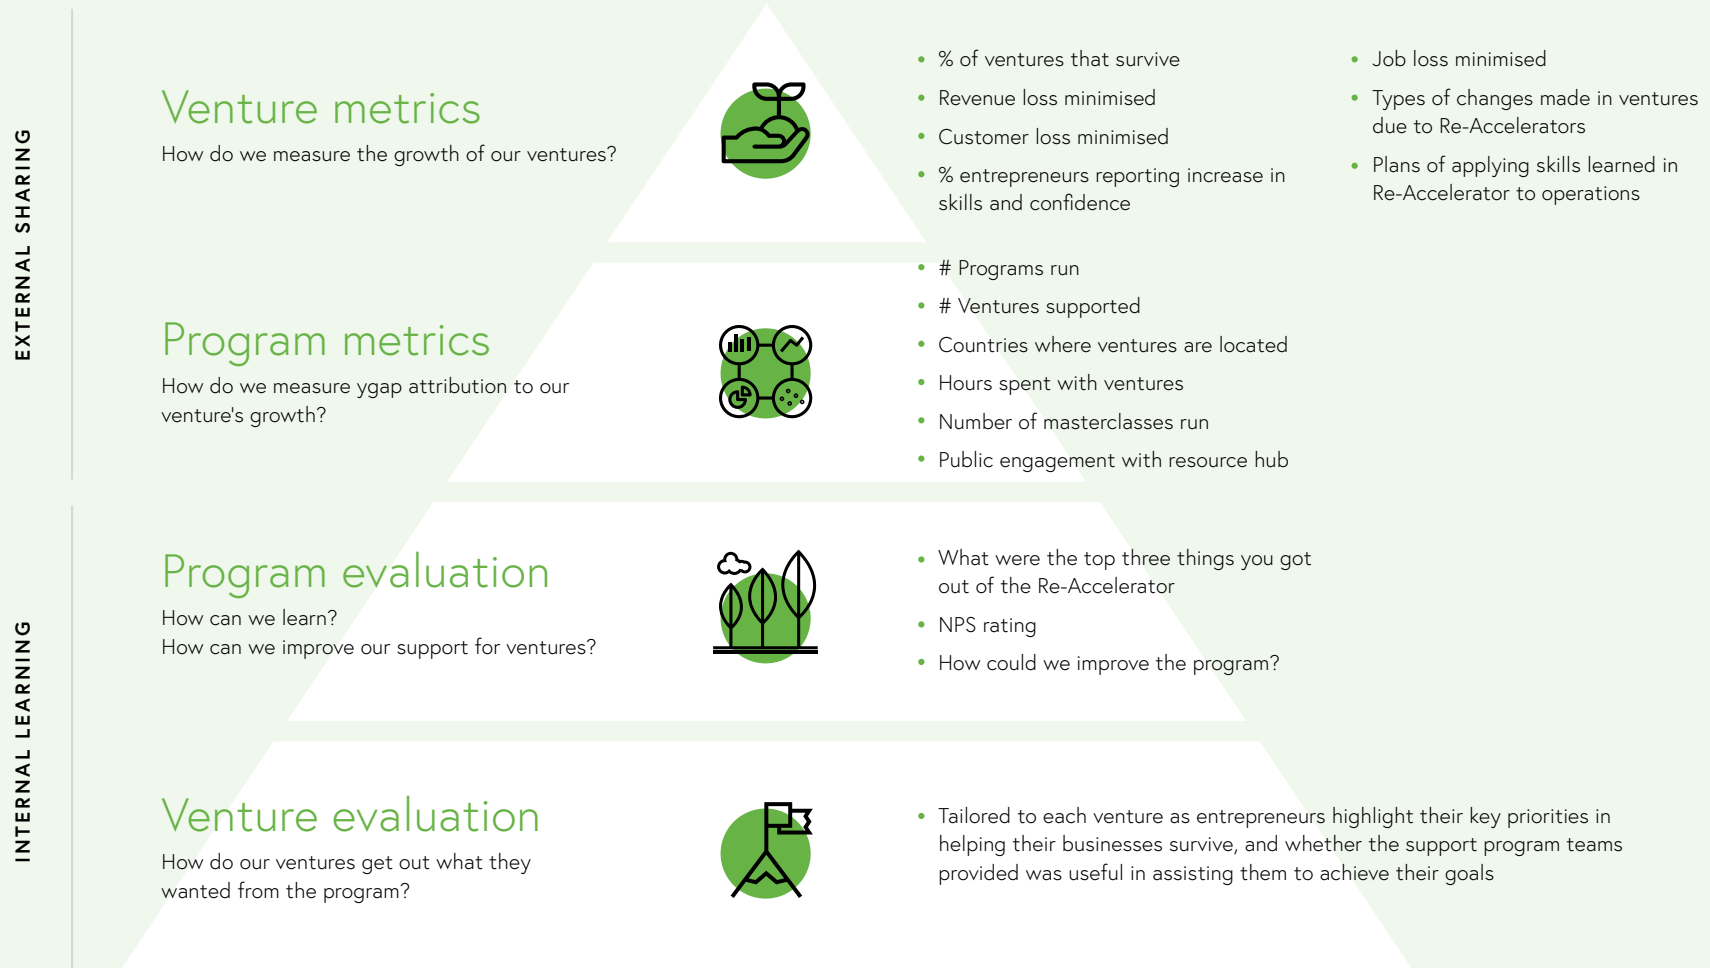 EXTERNAL SHARING
Venture metrics
How do we measure the growth of our ventures?
• % of ventures that survive
• Revenue loss minimised
• Customer loss minimised
• % entrepreneurs reporting increase in
skills and confidence
• Job loss minimised
• Types of changes made in ventures
due to Re-Accelerators
• Plans of applying skills learned in
Re-Accelerator to operations
Program metrics
How do we measure ygap attribution to our
venture's growth?
• # Programs run
• # Ventures supported
• Countries where ventures are located
• Hours spent with ventures
• Number of masterclasses run
• Public engagement with resource hub
INTERNAL LEARNING
Program evaluation
How can we learn?
How can we improve our support for ventures?
• What were the top three things you got
out of the Re-Accelerator
• NPS rating
• How could we improve the program?
Venture evaluation
How do our ventures get out what they
wanted from the program?
• Tailored to each venture as entrepreneurs highlight their key priorities in
helping their businesses survive, and whether the support program teams
provided was useful in assisting them to achieve their goals